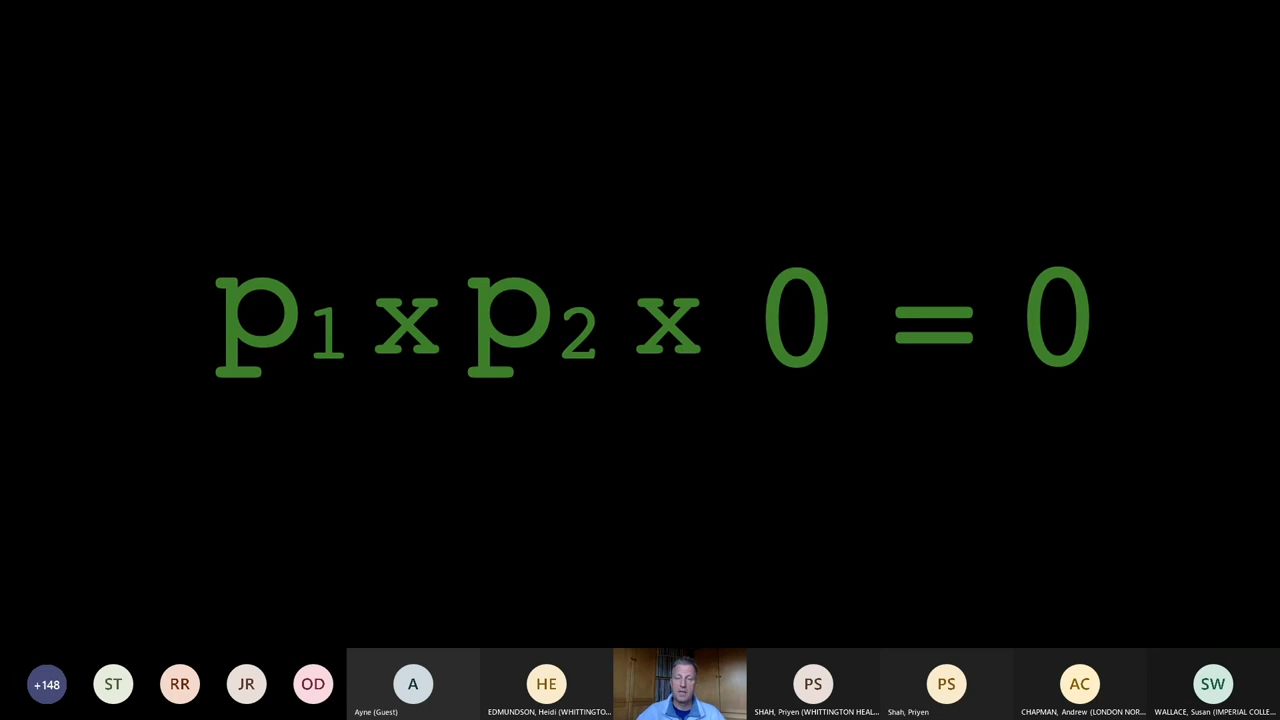 p₁ x p₂ x 0 = 0
+148
ST
RR
JR
OD
A
HE
PS
PS
AC
SW
Ayne (Guest)
EDMUNDSON, Heidi (WHITTINGTO...
SHAH, Priyen (WHITTINGTON HEAL...
Shah, Priyen
CHAPMAN, Andrew (LONDON NOR...
WALLACE, Susan (IMPERIAL COLLE...